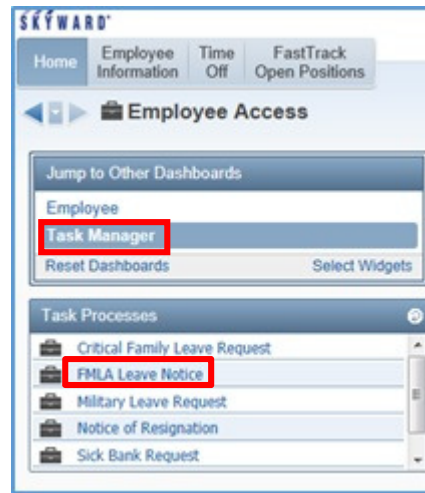 SKYWARD
Home
Employee Information
Time Off
FastTrack Open Positions
Employee Access
Jump to Other Dashboards
Employee
Task Manager
Reset Dashboards Select Widgets
Task Processes
Critical Family Leave Request
FMLA Leave Notice
Military Leave Request
Notice of Resignation
Sick Bank Request